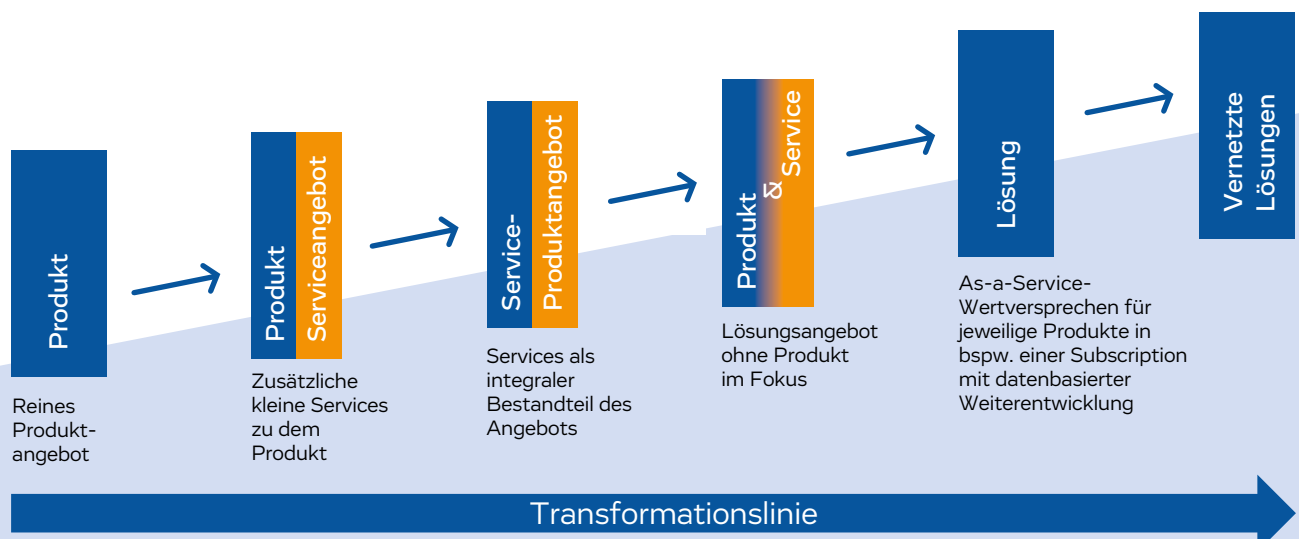 Produkt
Reines
Produkt-
angebot
Produkt
Serviceangebot
Zusätzliche
kleine Services
zu dem
Produkt
Service-
Produktangebot
Services als
integraler
Bestandteil des
Angebots
Produkt
&
Service
Lösungsangebot
ohne Produkt
im Fokus
Lösung
As-a-Service-
Wertversprechen für
jeweilige Produkte in
bspw. einer Subscription
mit datenbasierter
Weiterentwicklung
Vernetzte
Lösungen
Transformationslinie